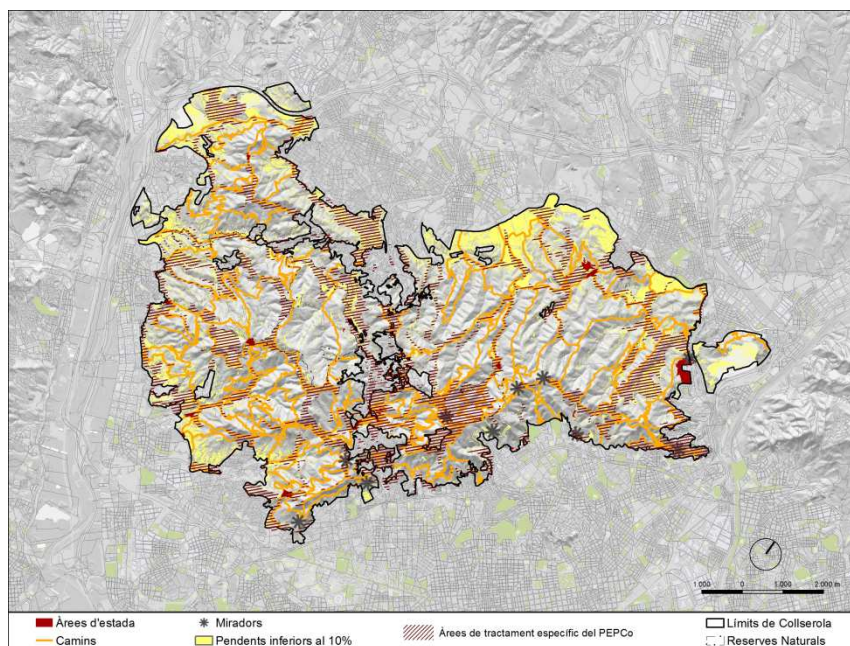 1 000 0 1.000 2 000 m
Àrees d'estada
Camins
Miradors
Pendents inferiors al 10%
Àrees de tractament específic del PEPCo
Límits de Collserola
Reserves Naturals